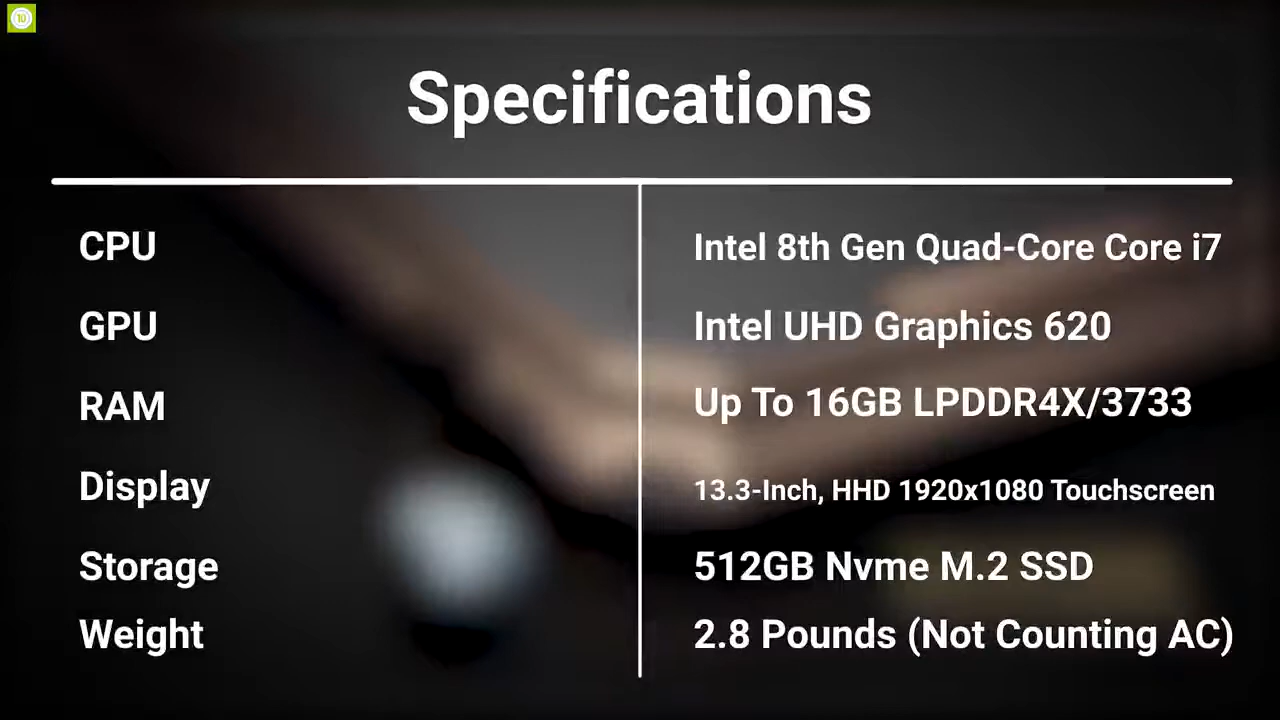 10
Specifications
CPU Intel 8th Gen Quad-Core Core i7
GPU Intel UHD Graphics 620
RAM Up To 16GB LPDDR4X/3733
Display 13.3-Inch, HHD 1920x1080 Touchscreen
Storage 512GB Nvme M.2 SSD
Weight 2.8 Pounds (Not Counting AC)